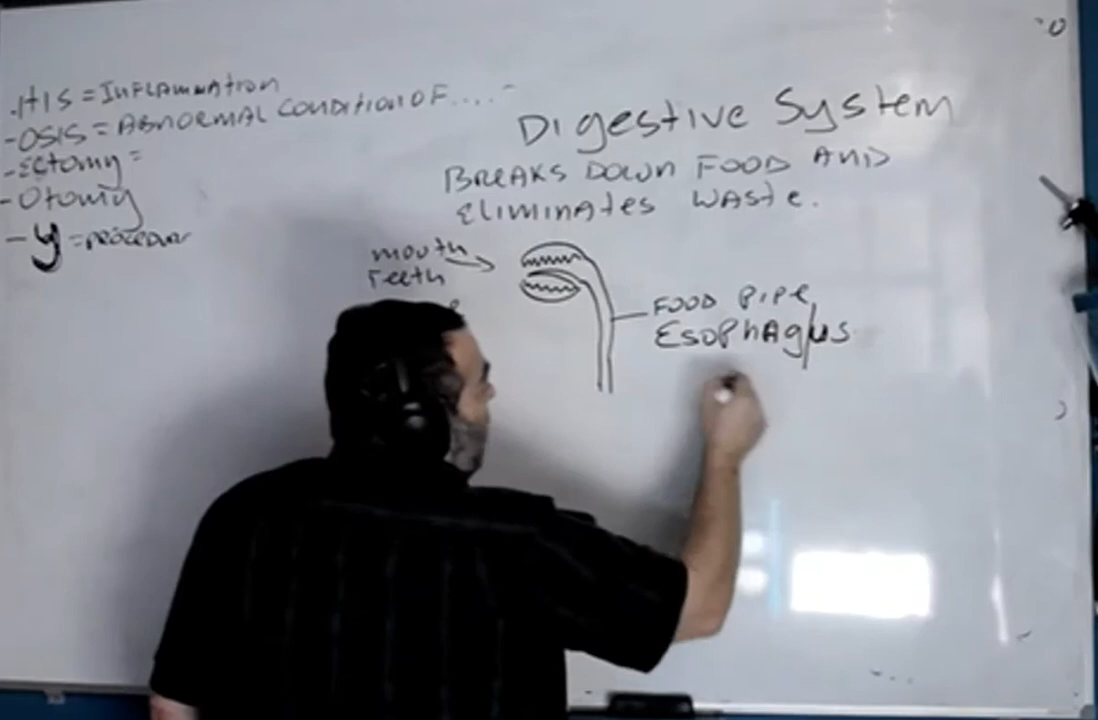 -itis = INFLAMMATION
-OSIS = ABNORMAL CONDITION OF....
-Ectomy =
-Otomy
-y = PROCEDURE
Digestive System
BREAKS DOWN FOOD AND
Eliminates Waste.
mouth
Teeth
FOOD PIPE
ESOPHAgus